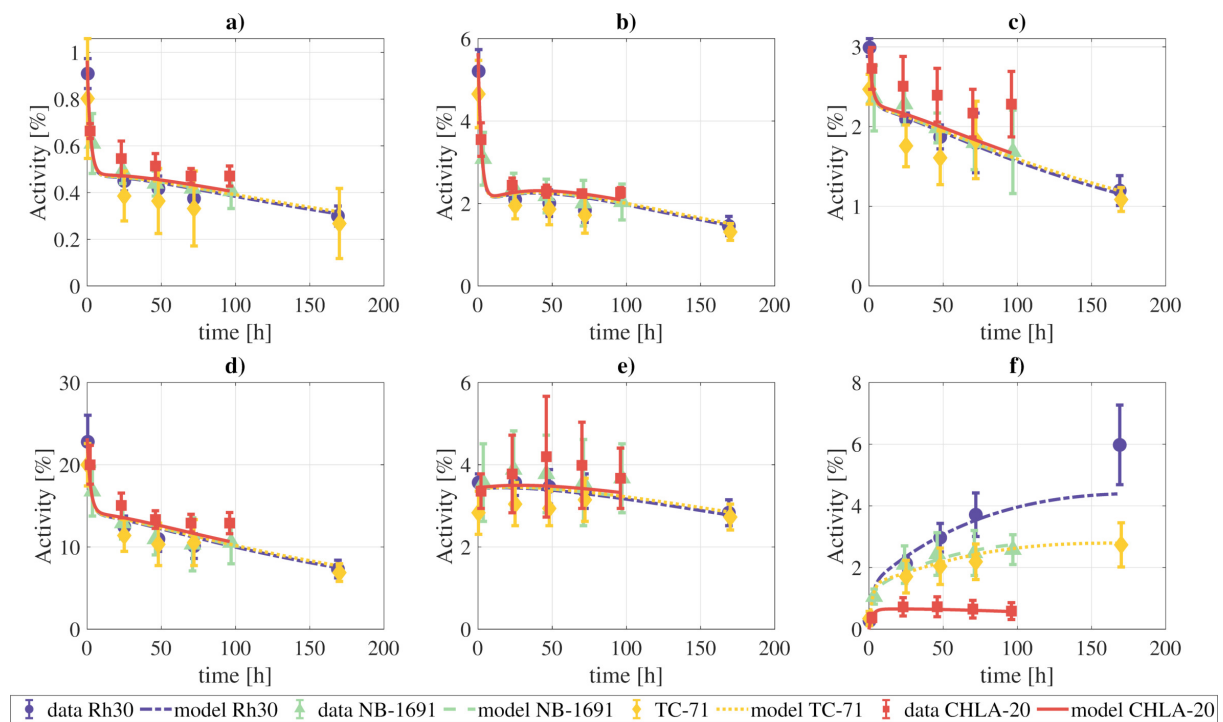 a)
1
0.8
0.6
0.4
0.2
0
Activity [%]
0 50 100 150 200
time [h]
b)
6
4
2
0
Activity [%]
0 50 100 150 200
time [h]
c)
3
2
1
0
Activity [%]
0 50 100 150 200
time [h]
d)
30
20
10
0
Activity [%]
0 50 100 150 200
time [h]
e)
6
4
2
0
Activity [%]
0 50 100 150 200
time [h]
f)
8
6
4
2
0
Activity [%]
0 50 100 150 200
time [h]
data Rh30 model Rh30 data NB-1691 model NB-1691 TC-71 model TC-71 data CHLA-20 model CHLA-20